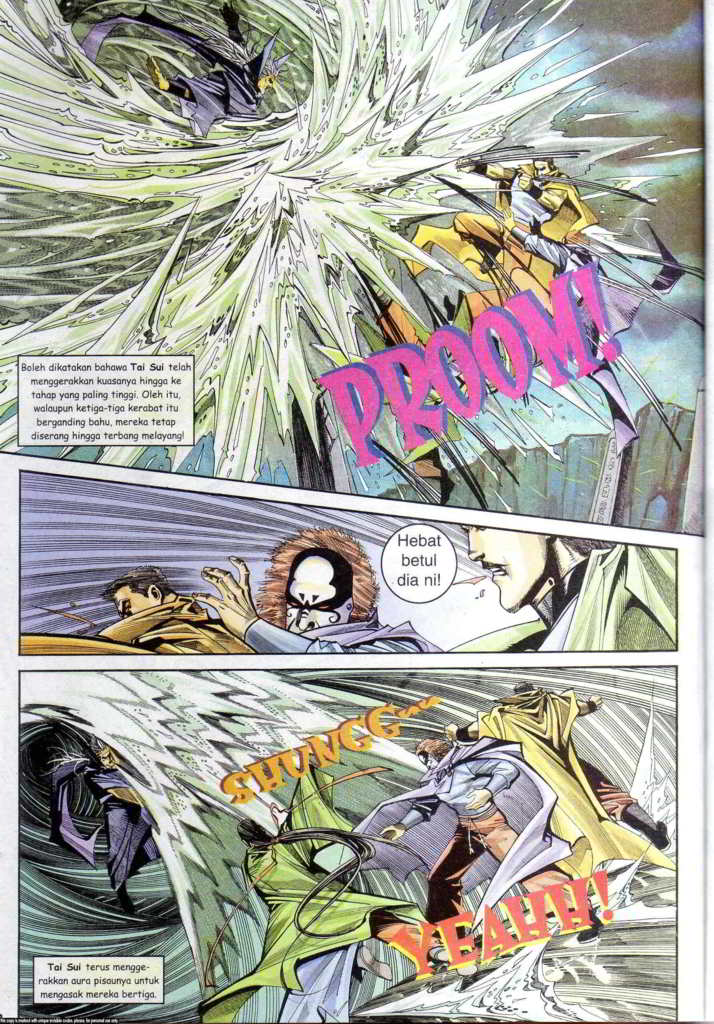 PROOM!
Boleh dikatakan bahawa Tai Sui telah
menggerakkan kuasanya hingga ke
tahap yang paling tinggi. Oleh itu,
walaupun ketiga-tiga kerabat itu
berganding bahu, mereka tetap
diserang hingga terbang melayang!
Hebat
betul
dia ni!
SHUNGG~~~
YEAHH!
Tai Sui terus mengge-
rakkan aura pisaunya untuk
mengasak mereka bertiga.